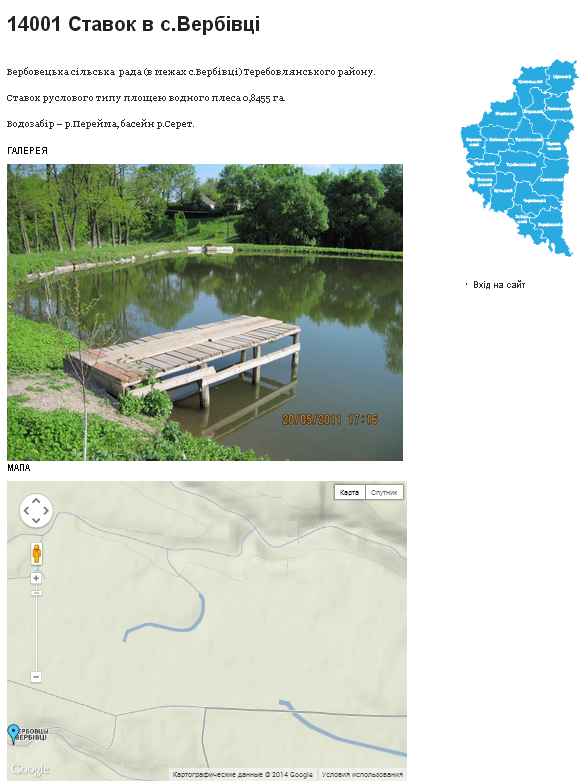 14001 Ставок в с.Вербівці
Вербовецька сільська рада (в межах с.Вербівці) Теребовлянського району.
Ставок руслового типу площею водного плеса 0,8455 га.
Водозабір – р.Перейма, басейн р.Серет.
ГАЛЕРЕЯ
20/05/2011 17:16
Вхід на сайт
МАПА
Карта Спутник
ВЕРБОВЦЫ
ВЕРБІВЦІ
Google
Картографические данные © 2014 Google Условия использования